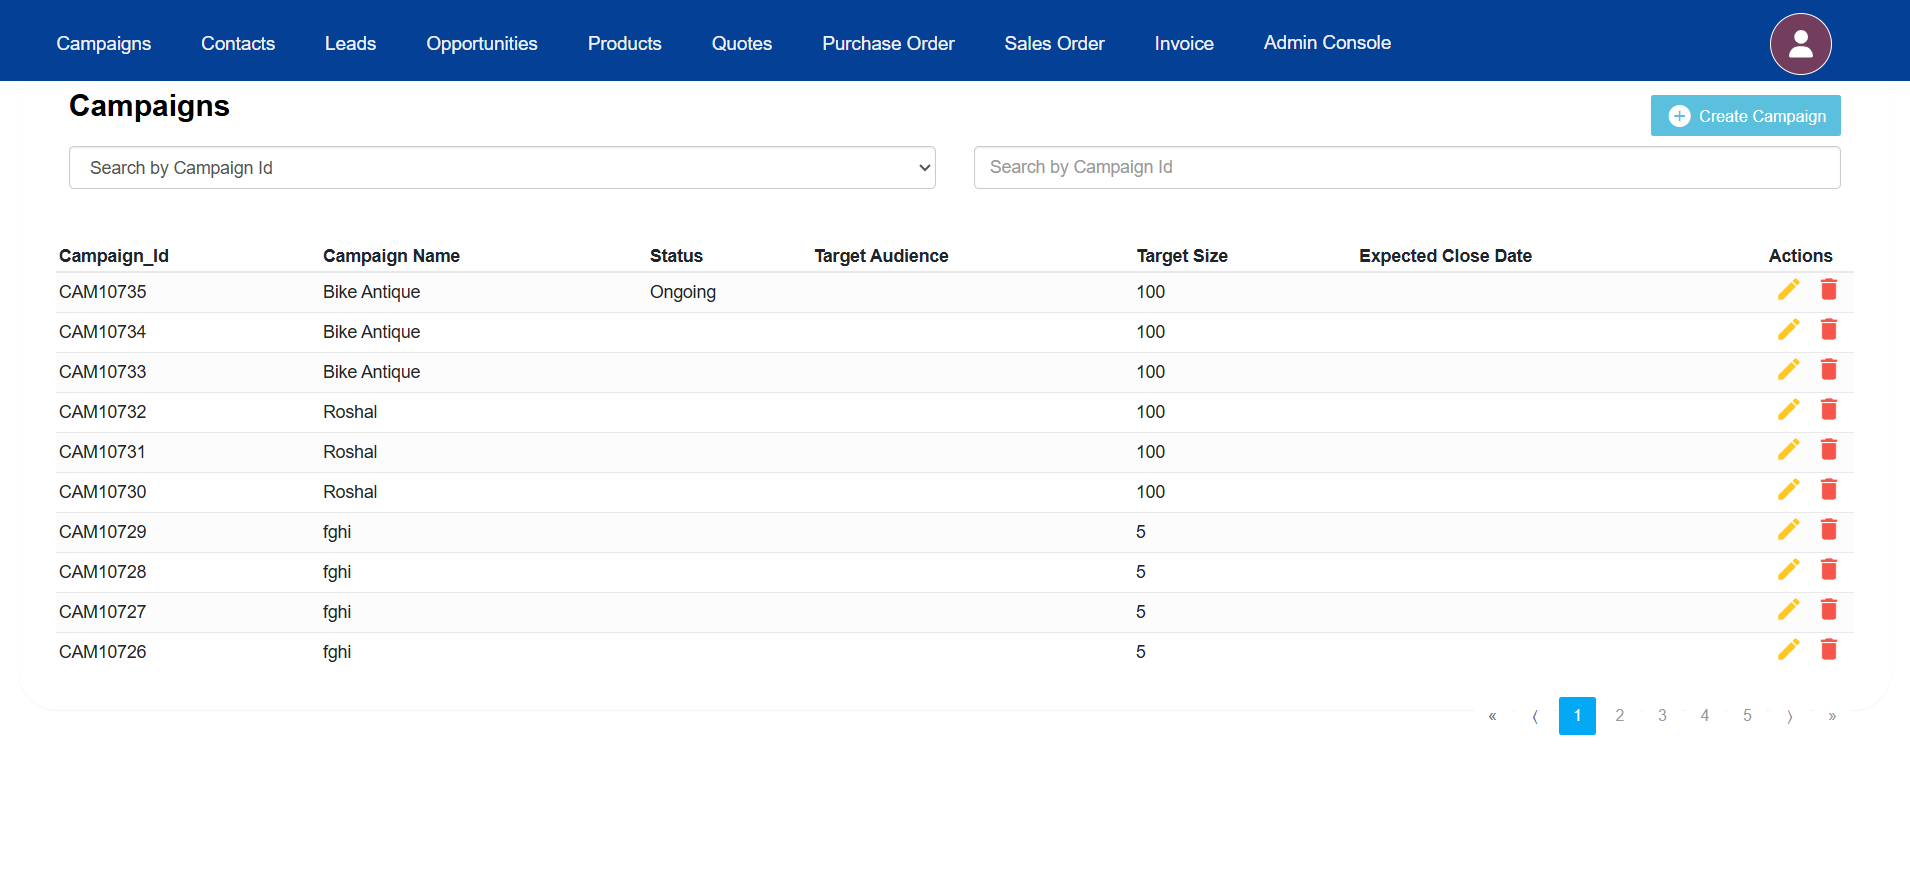 Campaigns Contacts Leads Opportunities Products Quotes Purchase Order Sales Order Invoice Admin Console
Campaigns
Create Campaign
Search by Campaign Id Search by Campaign Id
Campaign_Id Campaign Name Status Target Audience Target Size Expected Close Date Actions
CAM10735 Bike Antique Ongoing 100
CAM10734 Bike Antique 100
CAM10733 Bike Antique 100
CAM10732 Roshal 100
CAM10731 Roshal 100
CAM10730 Roshal 100
CAM10729 fghi 5
CAM10728 fghi 5
CAM10727 fghi 5
CAM10726 fghi 5
« ⟨ 1 2 3 4 5 ⟩ »